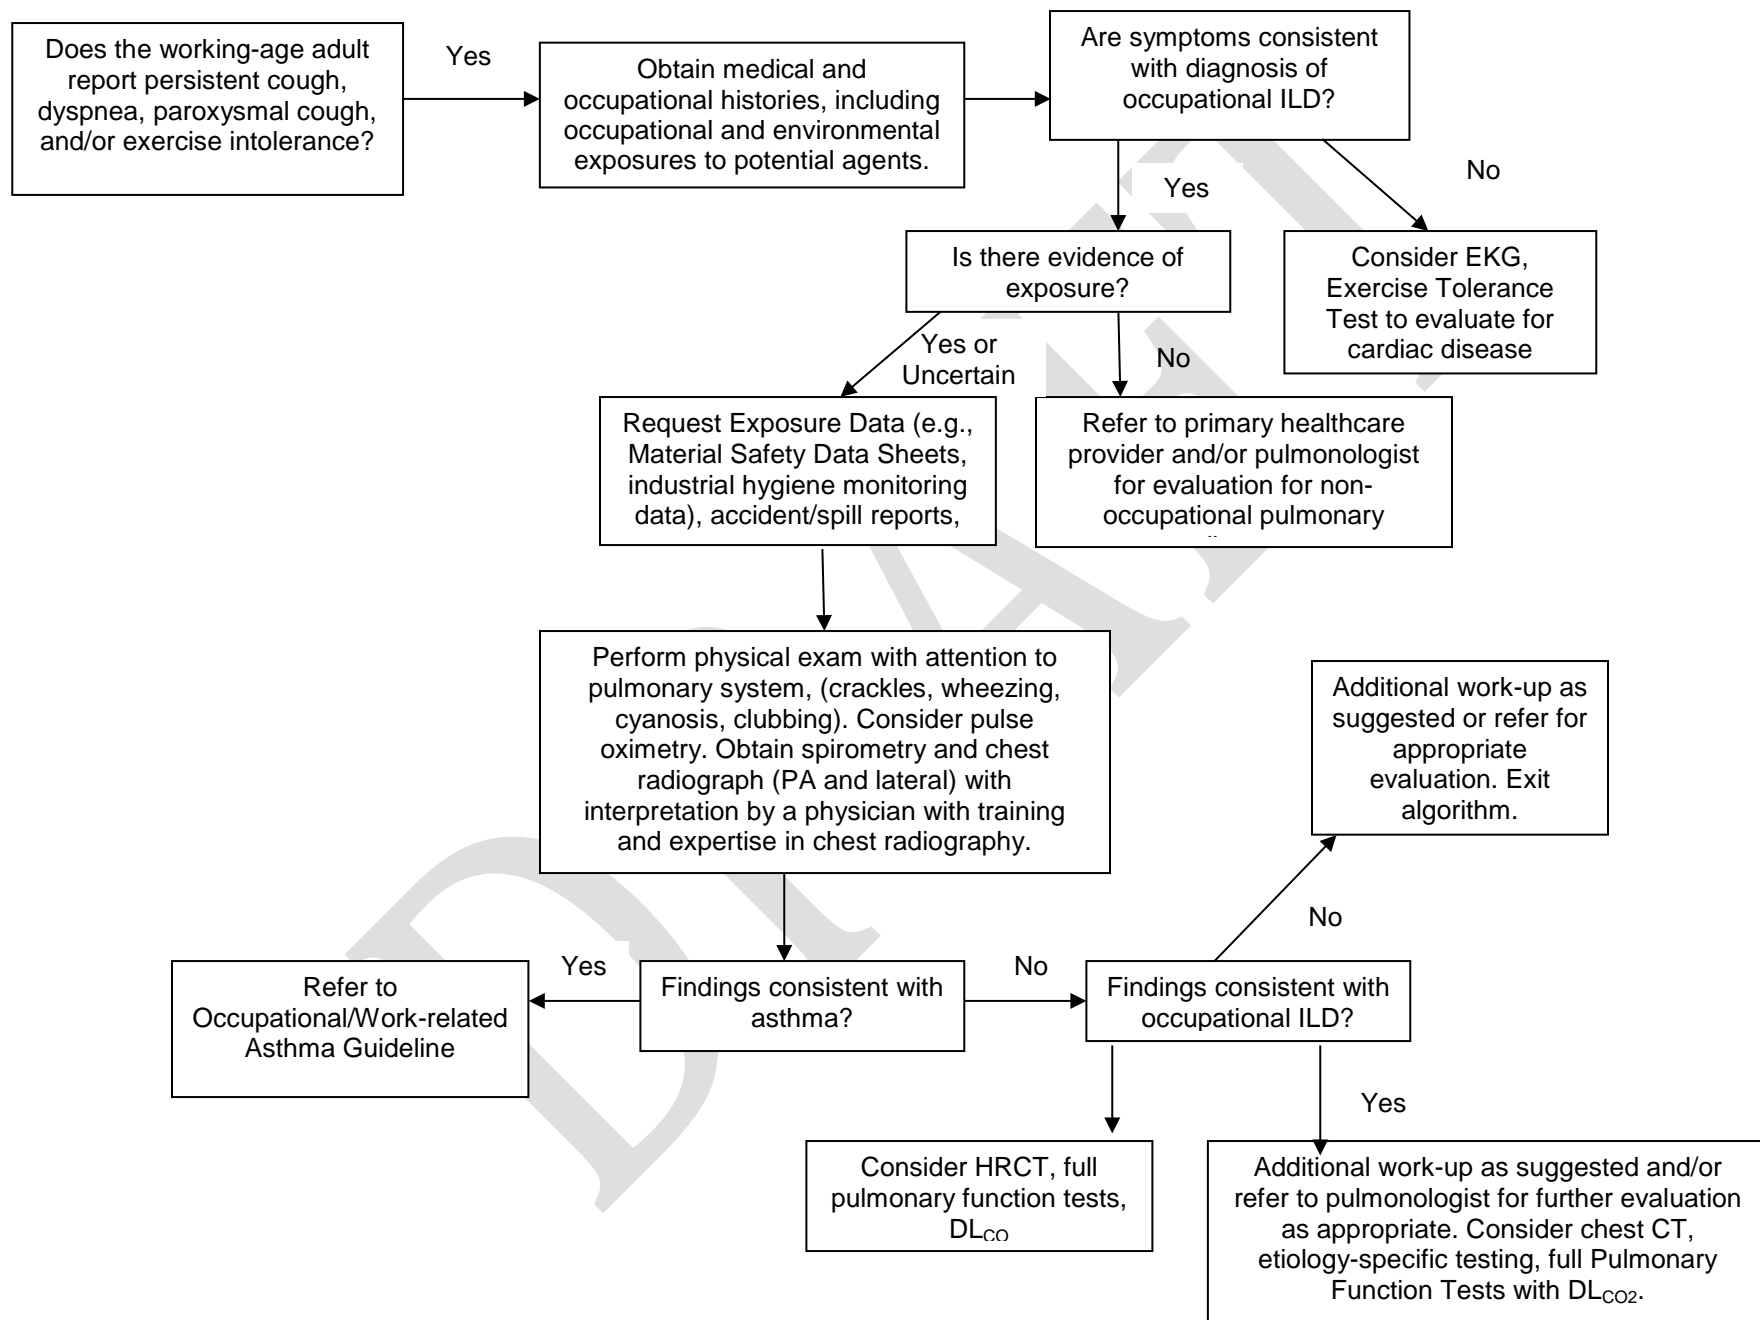 Does the working-age adult
report persistent cough,
dyspnea, paroxysmal cough,
and/or exercise intolerance?
Yes
Obtain medical and
occupational histories, including
occupational and environmental
exposures to potential agents.
Are symptoms consistent
with diagnosis of
occupational ILD?
Yes
No
Is there evidence of
exposure?
Consider EKG,
Exercise Tolerance
Test to evaluate for
cardiac disease
Yes or
Uncertain
No
Request Exposure Data (e.g.,
Material Safety Data Sheets,
industrial hygiene monitoring
data), accident/spill reports,
Refer to primary healthcare
provider and/or pulmonologist
for evaluation for non-
occupational pulmonary
Perform physical exam with attention to
pulmonary system, (crackles, wheezing,
cyanosis, clubbing). Consider pulse
oximetry. Obtain spirometry and chest
radiograph (PA and lateral) with
interpretation by a physician with training
and expertise in chest radiography.
Additional work-up as
suggested or refer for
appropriate
evaluation. Exit
algorithm.
No
Refer to
Occupational/Work-related
Asthma Guideline
Yes
Findings consistent with
asthma?
No
Findings consistent with
occupational ILD?
Yes
Consider HRCT, full
pulmonary function tests,
DLCO
Additional work-up as suggested and/or
refer to pulmonologist for further evaluation
as appropriate. Consider chest CT,
etiology-specific testing, full Pulmonary
Function Tests with DLCO2.
DRAFT